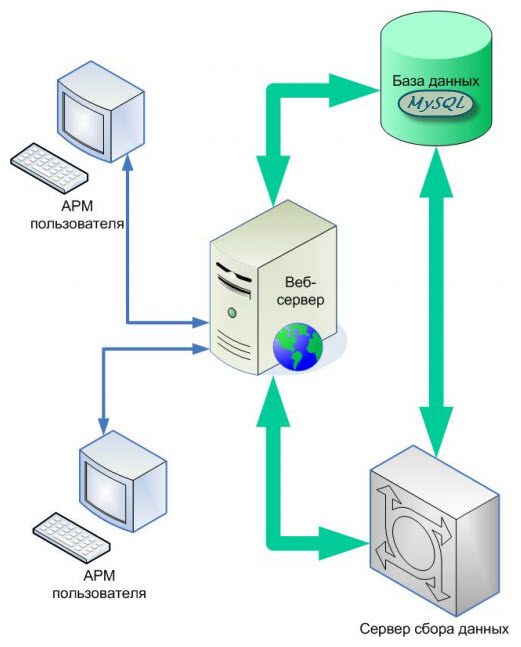 База данных
MySQL
АРМ
пользователя
Веб-
сервер
АРМ
пользователя
Сервер сбора данных